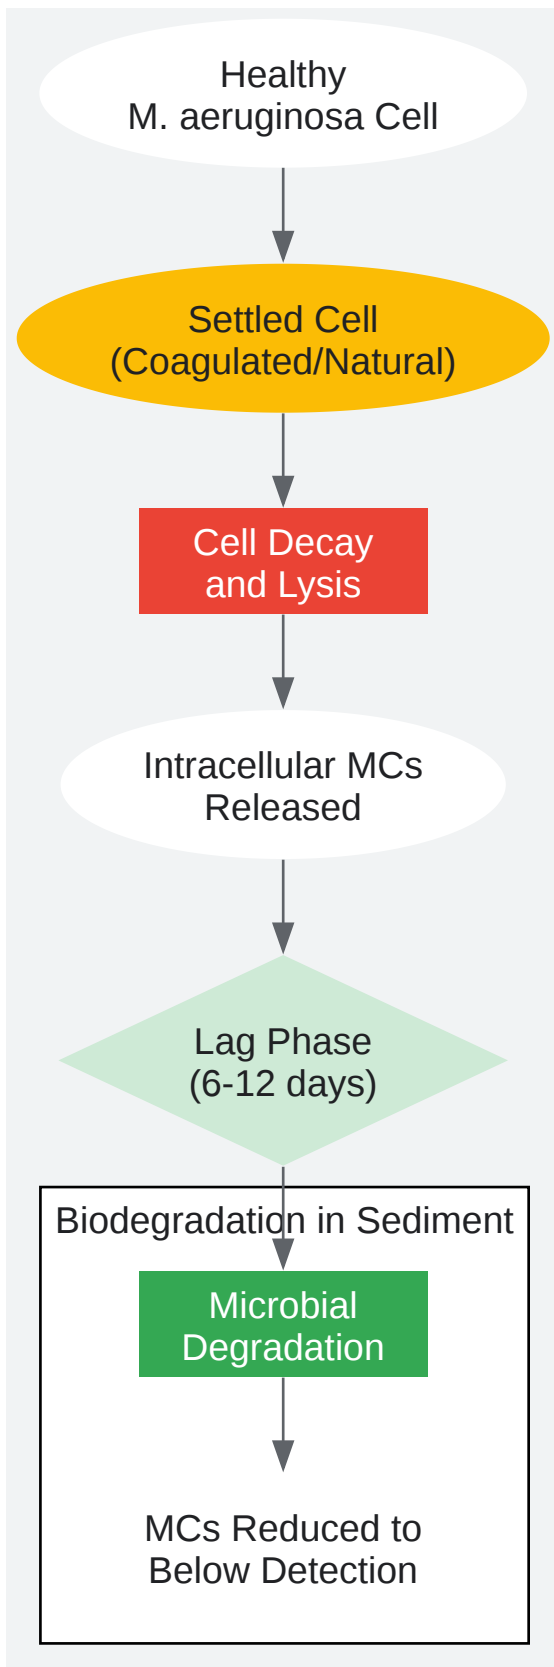 Healthy
M. aeruginosa Cell
Settled Cell
(Coagulated/Natural)
Cell Decay
and Lysis
Intracellular MCs
Released
Lag Phase
(6-12 days)
Biodegradation in Sediment
Microbial
Degradation
MCs Reduced to
Below Detection